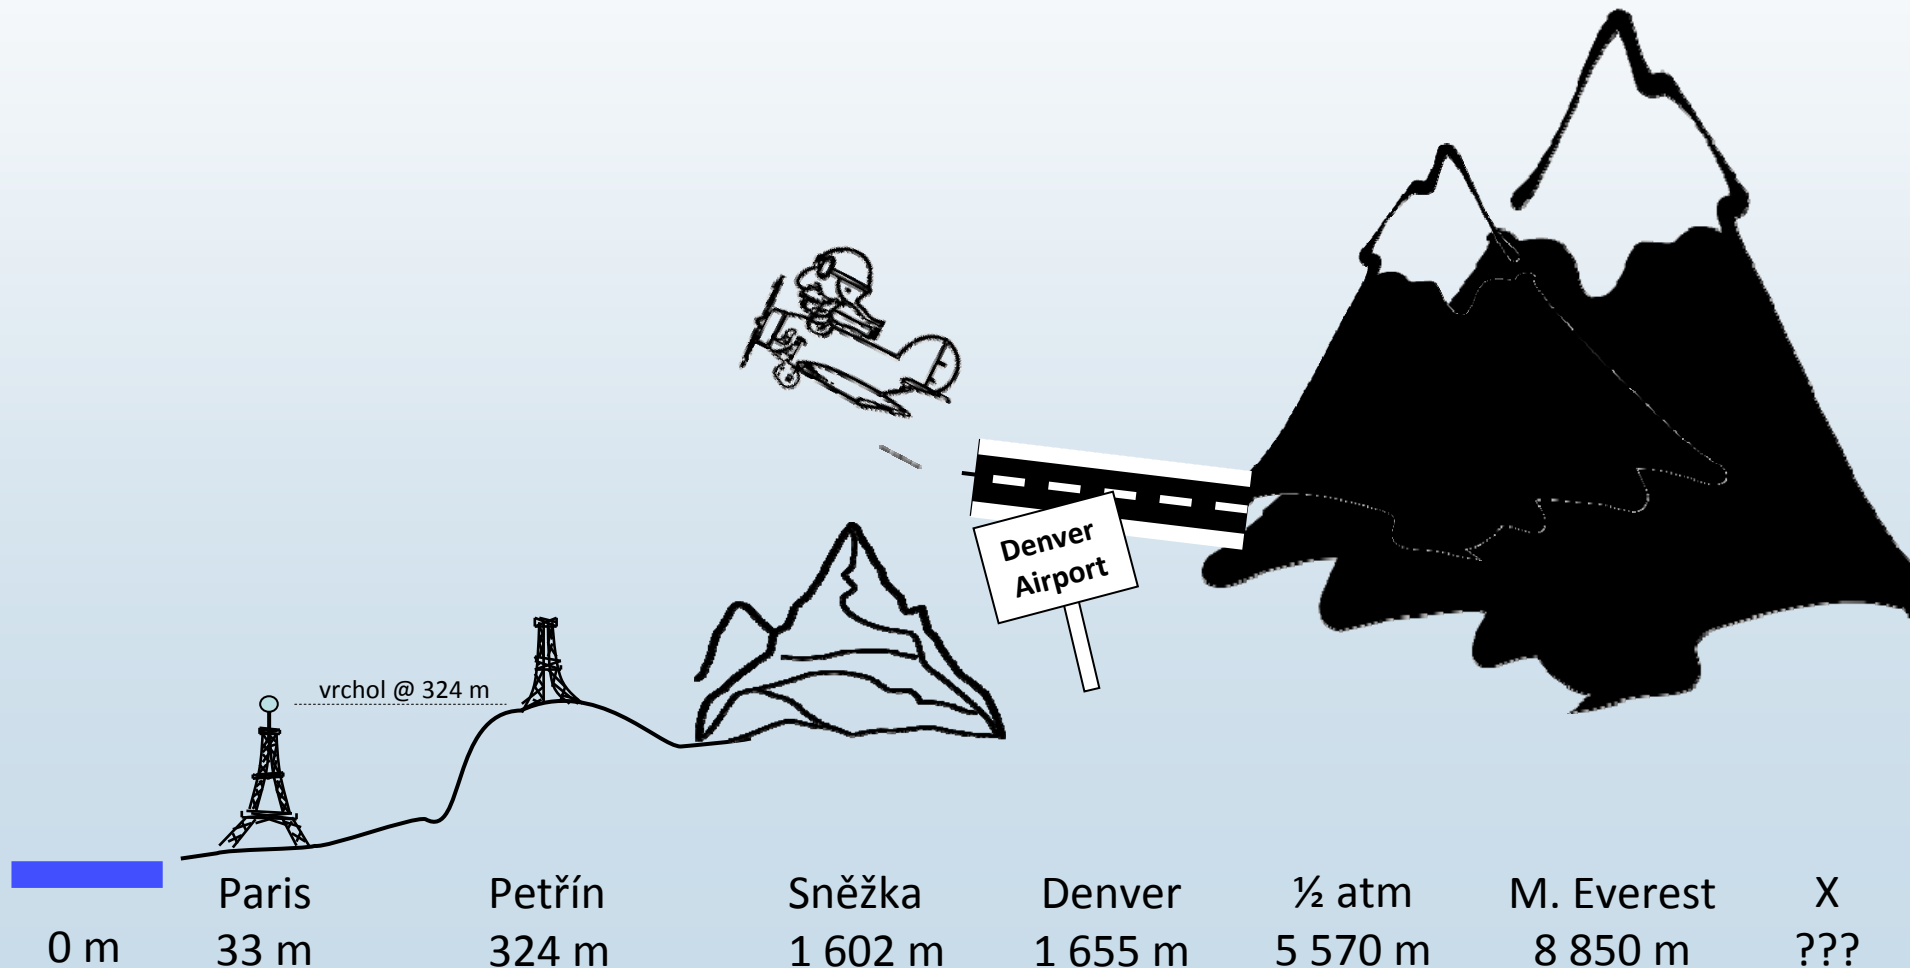 vrchol @ 324 m
Denver
Airport
Paris Petřín Sněžka Denver ½ atm M. Everest X
0 m 33 m 324 m 1 602 m 1 655 m 5 570 m 8 850 m ???